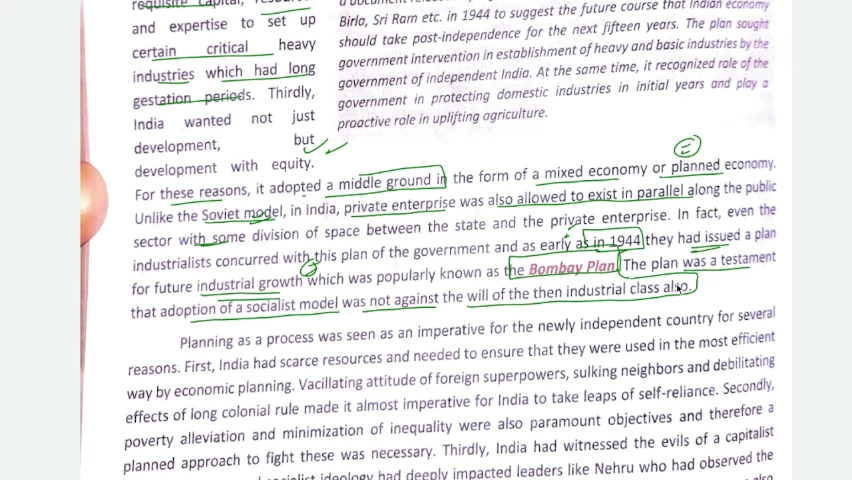 requisite capital,
and expertise to set up
certain critical heavy
industries which had long
gestation periods. Thirdly,
India wanted not just
development, but
development with equity.
Birla, Sri Ram etc. in 1944 to suggest the future course that Indian economy
should take post-independence for the next fifteen years. The plan sought
government intervention in establishment of heavy and basic industries by the
government of independent India. At the same time, it recognized role of the
government in protecting domestic industries in initial years and play a
proactive role in uplifting agriculture.
For these reasons, it adopted a middle ground in the form of a mixed economy or planned economy.
Unlike the Soviet model, in India, private enterprise was also allowed to exist in parallel along the public
sector with some division of space between the state and the private enterprise. In fact, even the
industrialists concurred with this plan of the government and as early as in 1944 they had issued a plan
for future industrial growth which was popularly known as the Bombay Plan. The plan was a testament
that adoption of a socialist model was not against the will of the then industrial class also.
Planning as a process was seen as an imperative for the newly independent country for several
reasons. First, India had scarce resources and needed to ensure that they were used in the most efficient
way by economic planning. Vacillating attitude of foreign superpowers, sulking neighbors and debilitating
effects of long colonial rule made it almost imperative for India to take leaps of self-reliance. Secondly,
poverty alleviation and minimization of inequality were also paramount objectives and therefore a
planned approach to fight these was necessary. Thirdly, India had witnessed the evils of a capitalist
socialist ideology had deeply impacted leaders like Nehru who had observed the
also